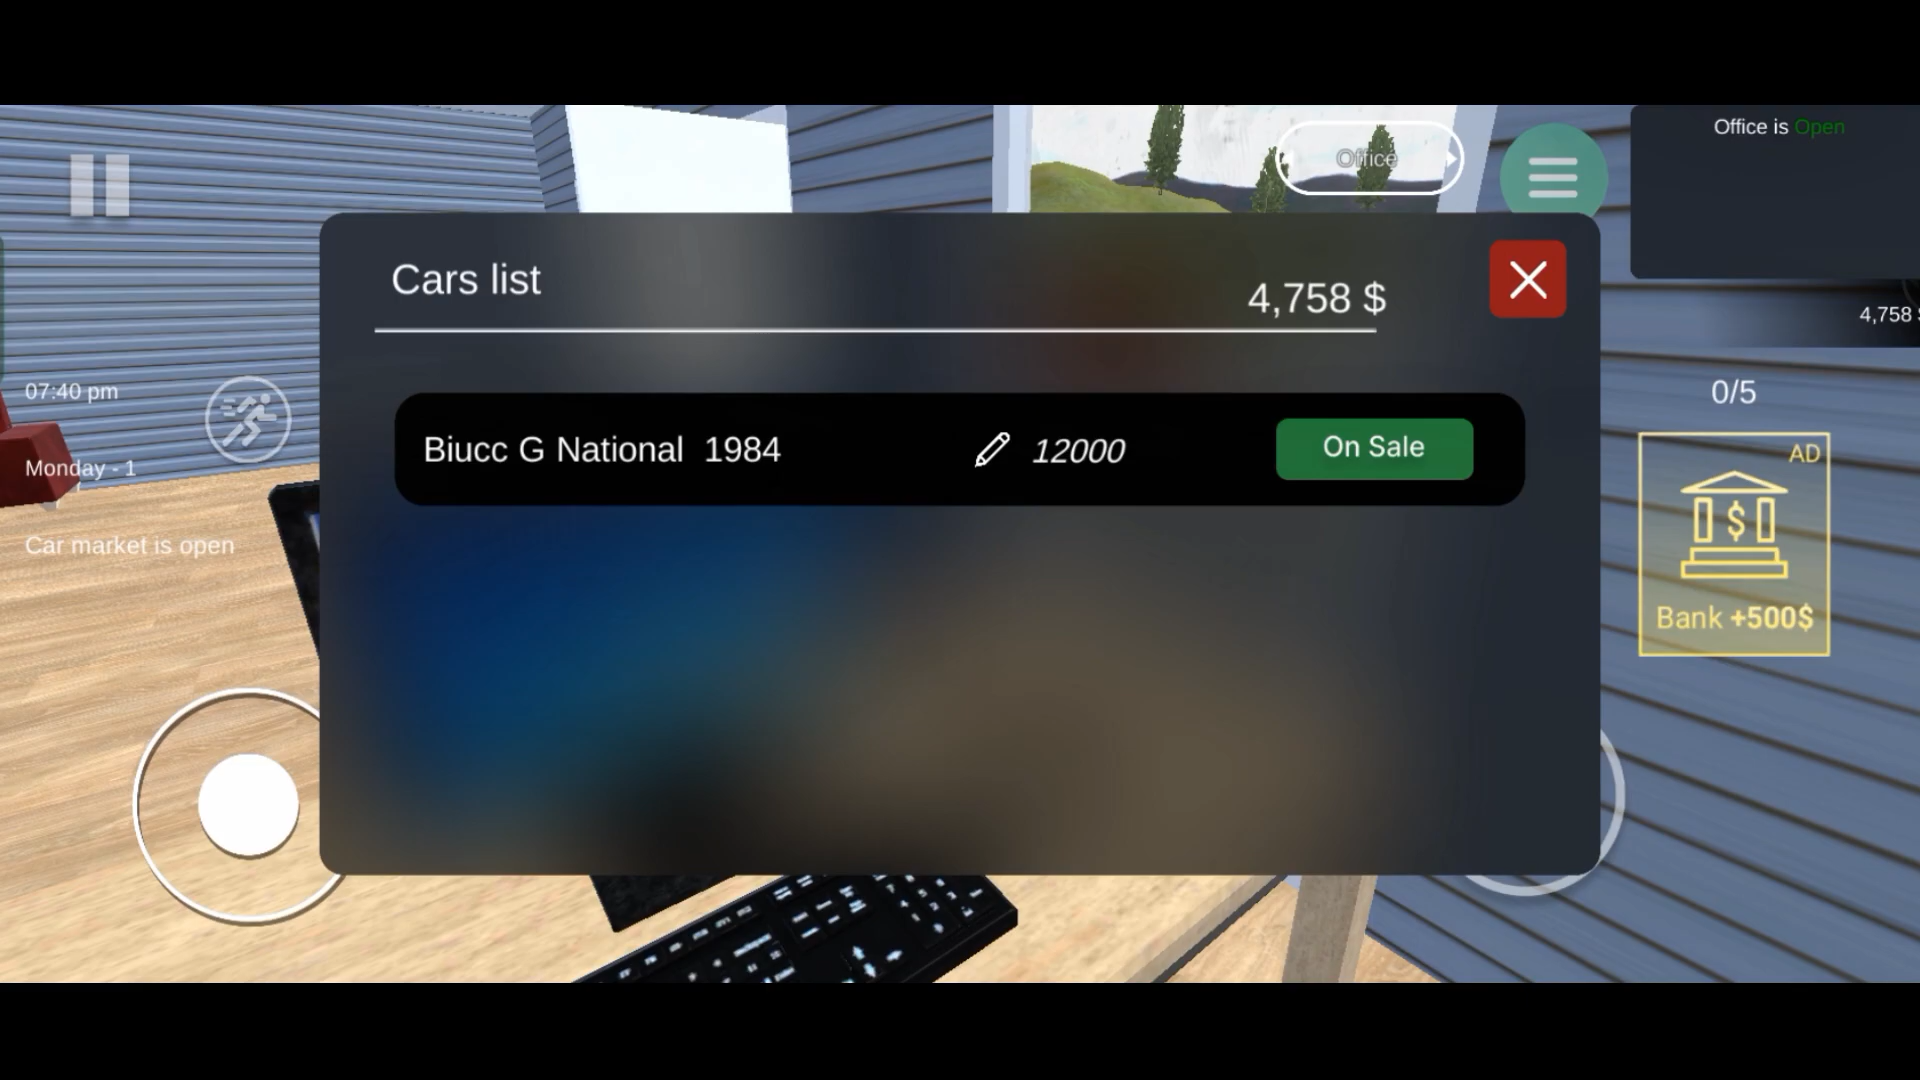 Office is Open
Office
Cars list
4,758 $
4,758 $
07:40 pm
0/5
Biucc G National 1984
12000
On Sale
AD
Monday - 1
Car market is open
Bank +500$